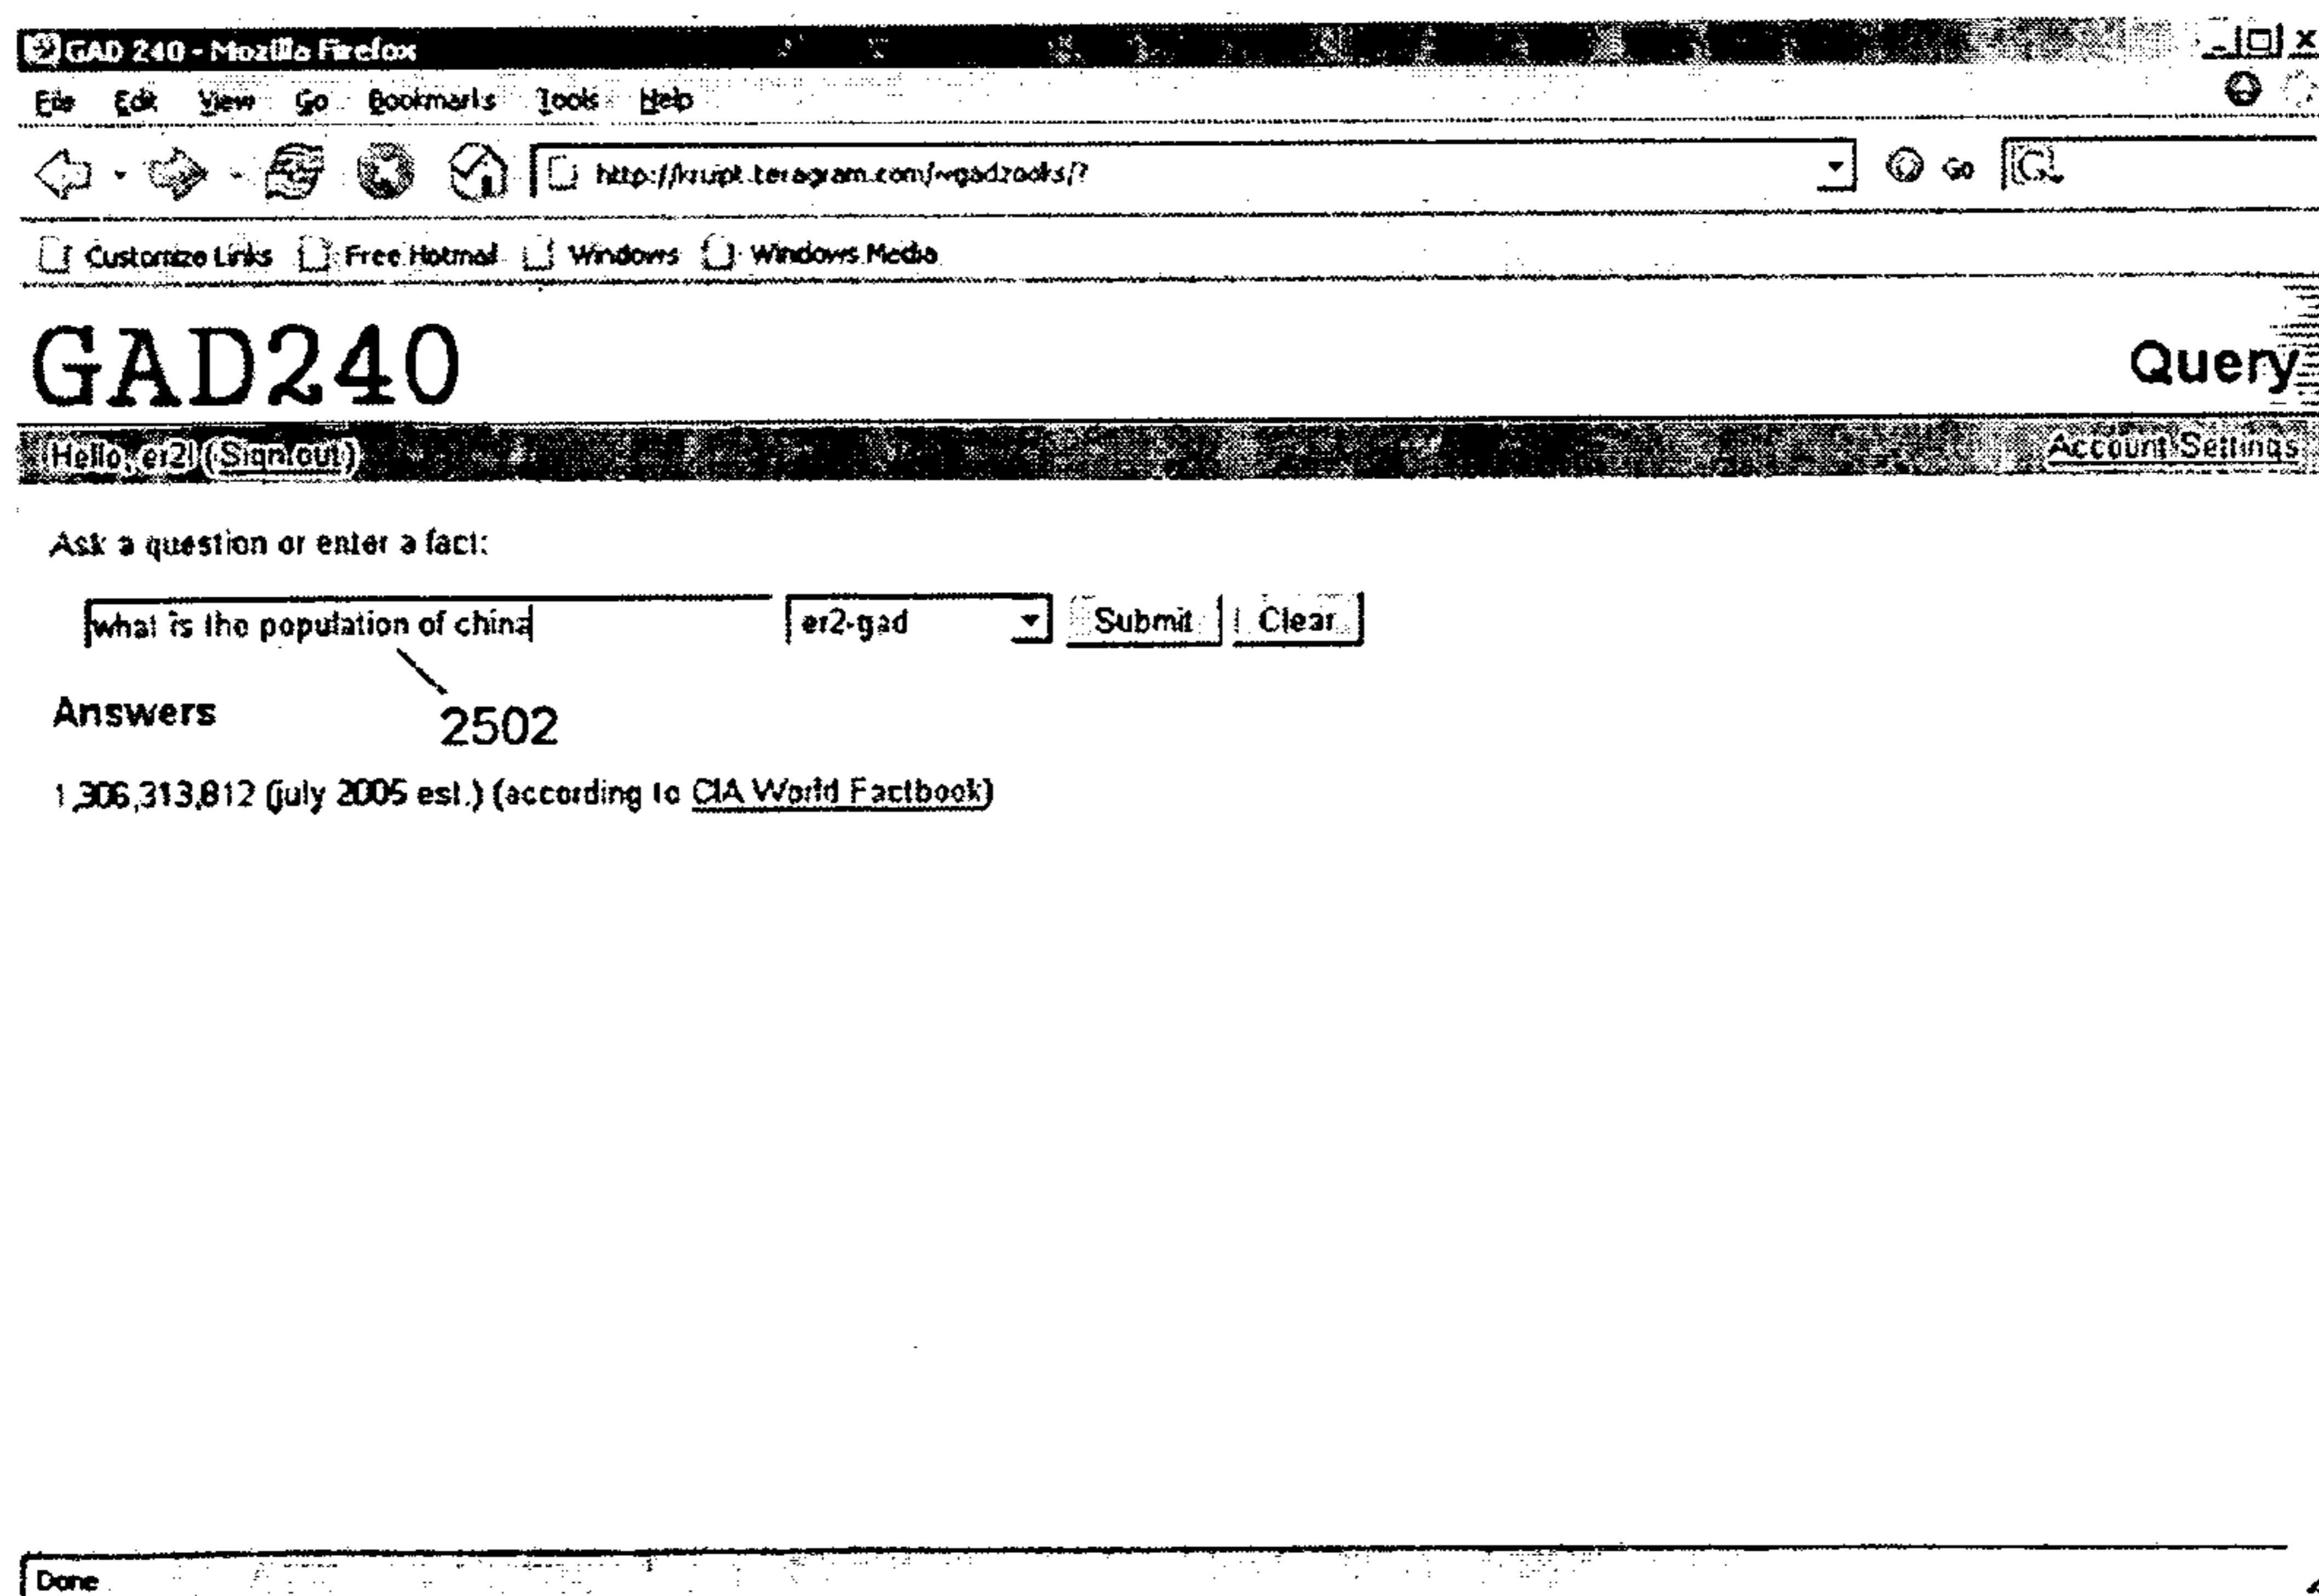 GAD 240 - Mozilla Firefox
File Edit View Go Bookmarks Tools Help
http://krupt.teragram.com/~gadzooks/? Go
Customize Links Free Hotmail Windows Windows Media
GAD240 Query
Hello, er2! (Sign out) Account Settings
Ask a question or enter a fact:
what is the population of china er2-gad Submit Clear
Answers 2502
1,306,313,812 (july 2005 est.) (according to CIA World Factbook)
Done